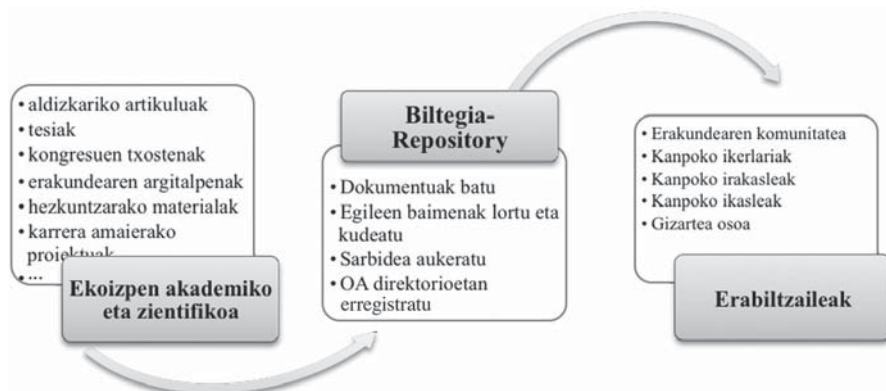 • aldizkariko artikuluak
• tesiak
• kongresuen txostenak
• erakundearen argitalpenak
• hezkuntzarako materialak
• karrera amaierako
proiektuak
• ...
Ekoizpen akademiko
eta zientifikoa
Biltegia-
Repository
• Dokumentuak batu
• Egileen baimenak lortu eta
kudeatu
• Sarbidea aukeratu
• OA direktorioetan
erregistratu
• Erakundearen komunitatea
• Kanpoko ikerlariak
• Kanpoko irakasleak
• Kanpoko ikasleak
• Gizartea osoa
Erabiltzaileak